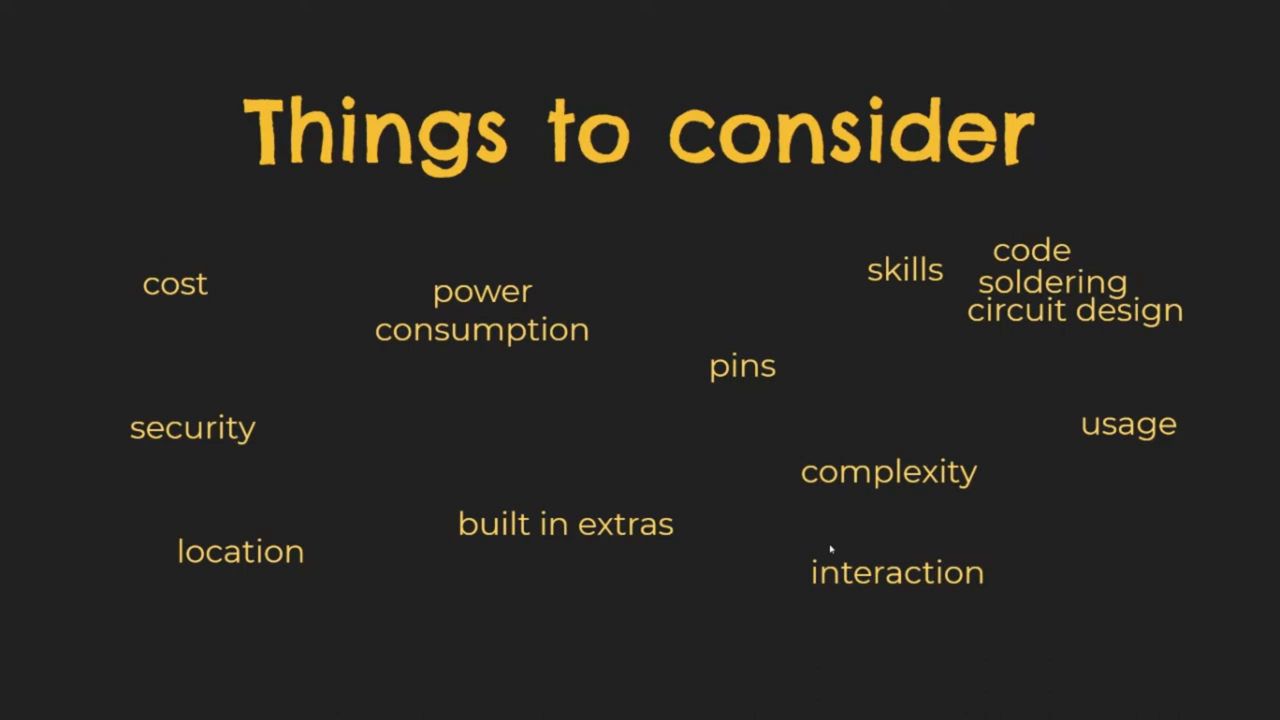 Things to consider
cost
power
consumption
skills
code
soldering
circuit design
pins
security
usage
complexity
built in extras
location
interaction